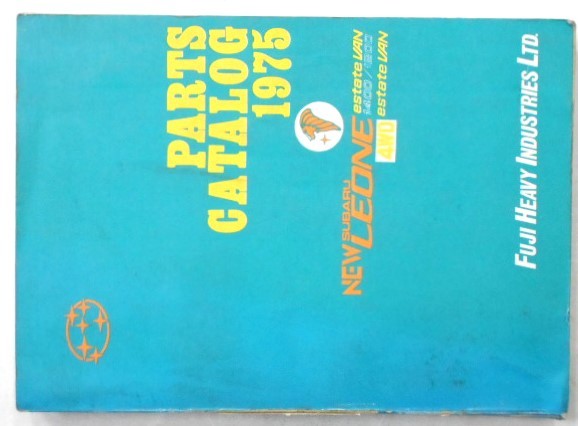 PARTS
CATALOG
1975
NEW SUBARU LEONE estate VAN
1400/1200
4WD estate VAN
FUJI HEAVY INDUSTRIES LTD.